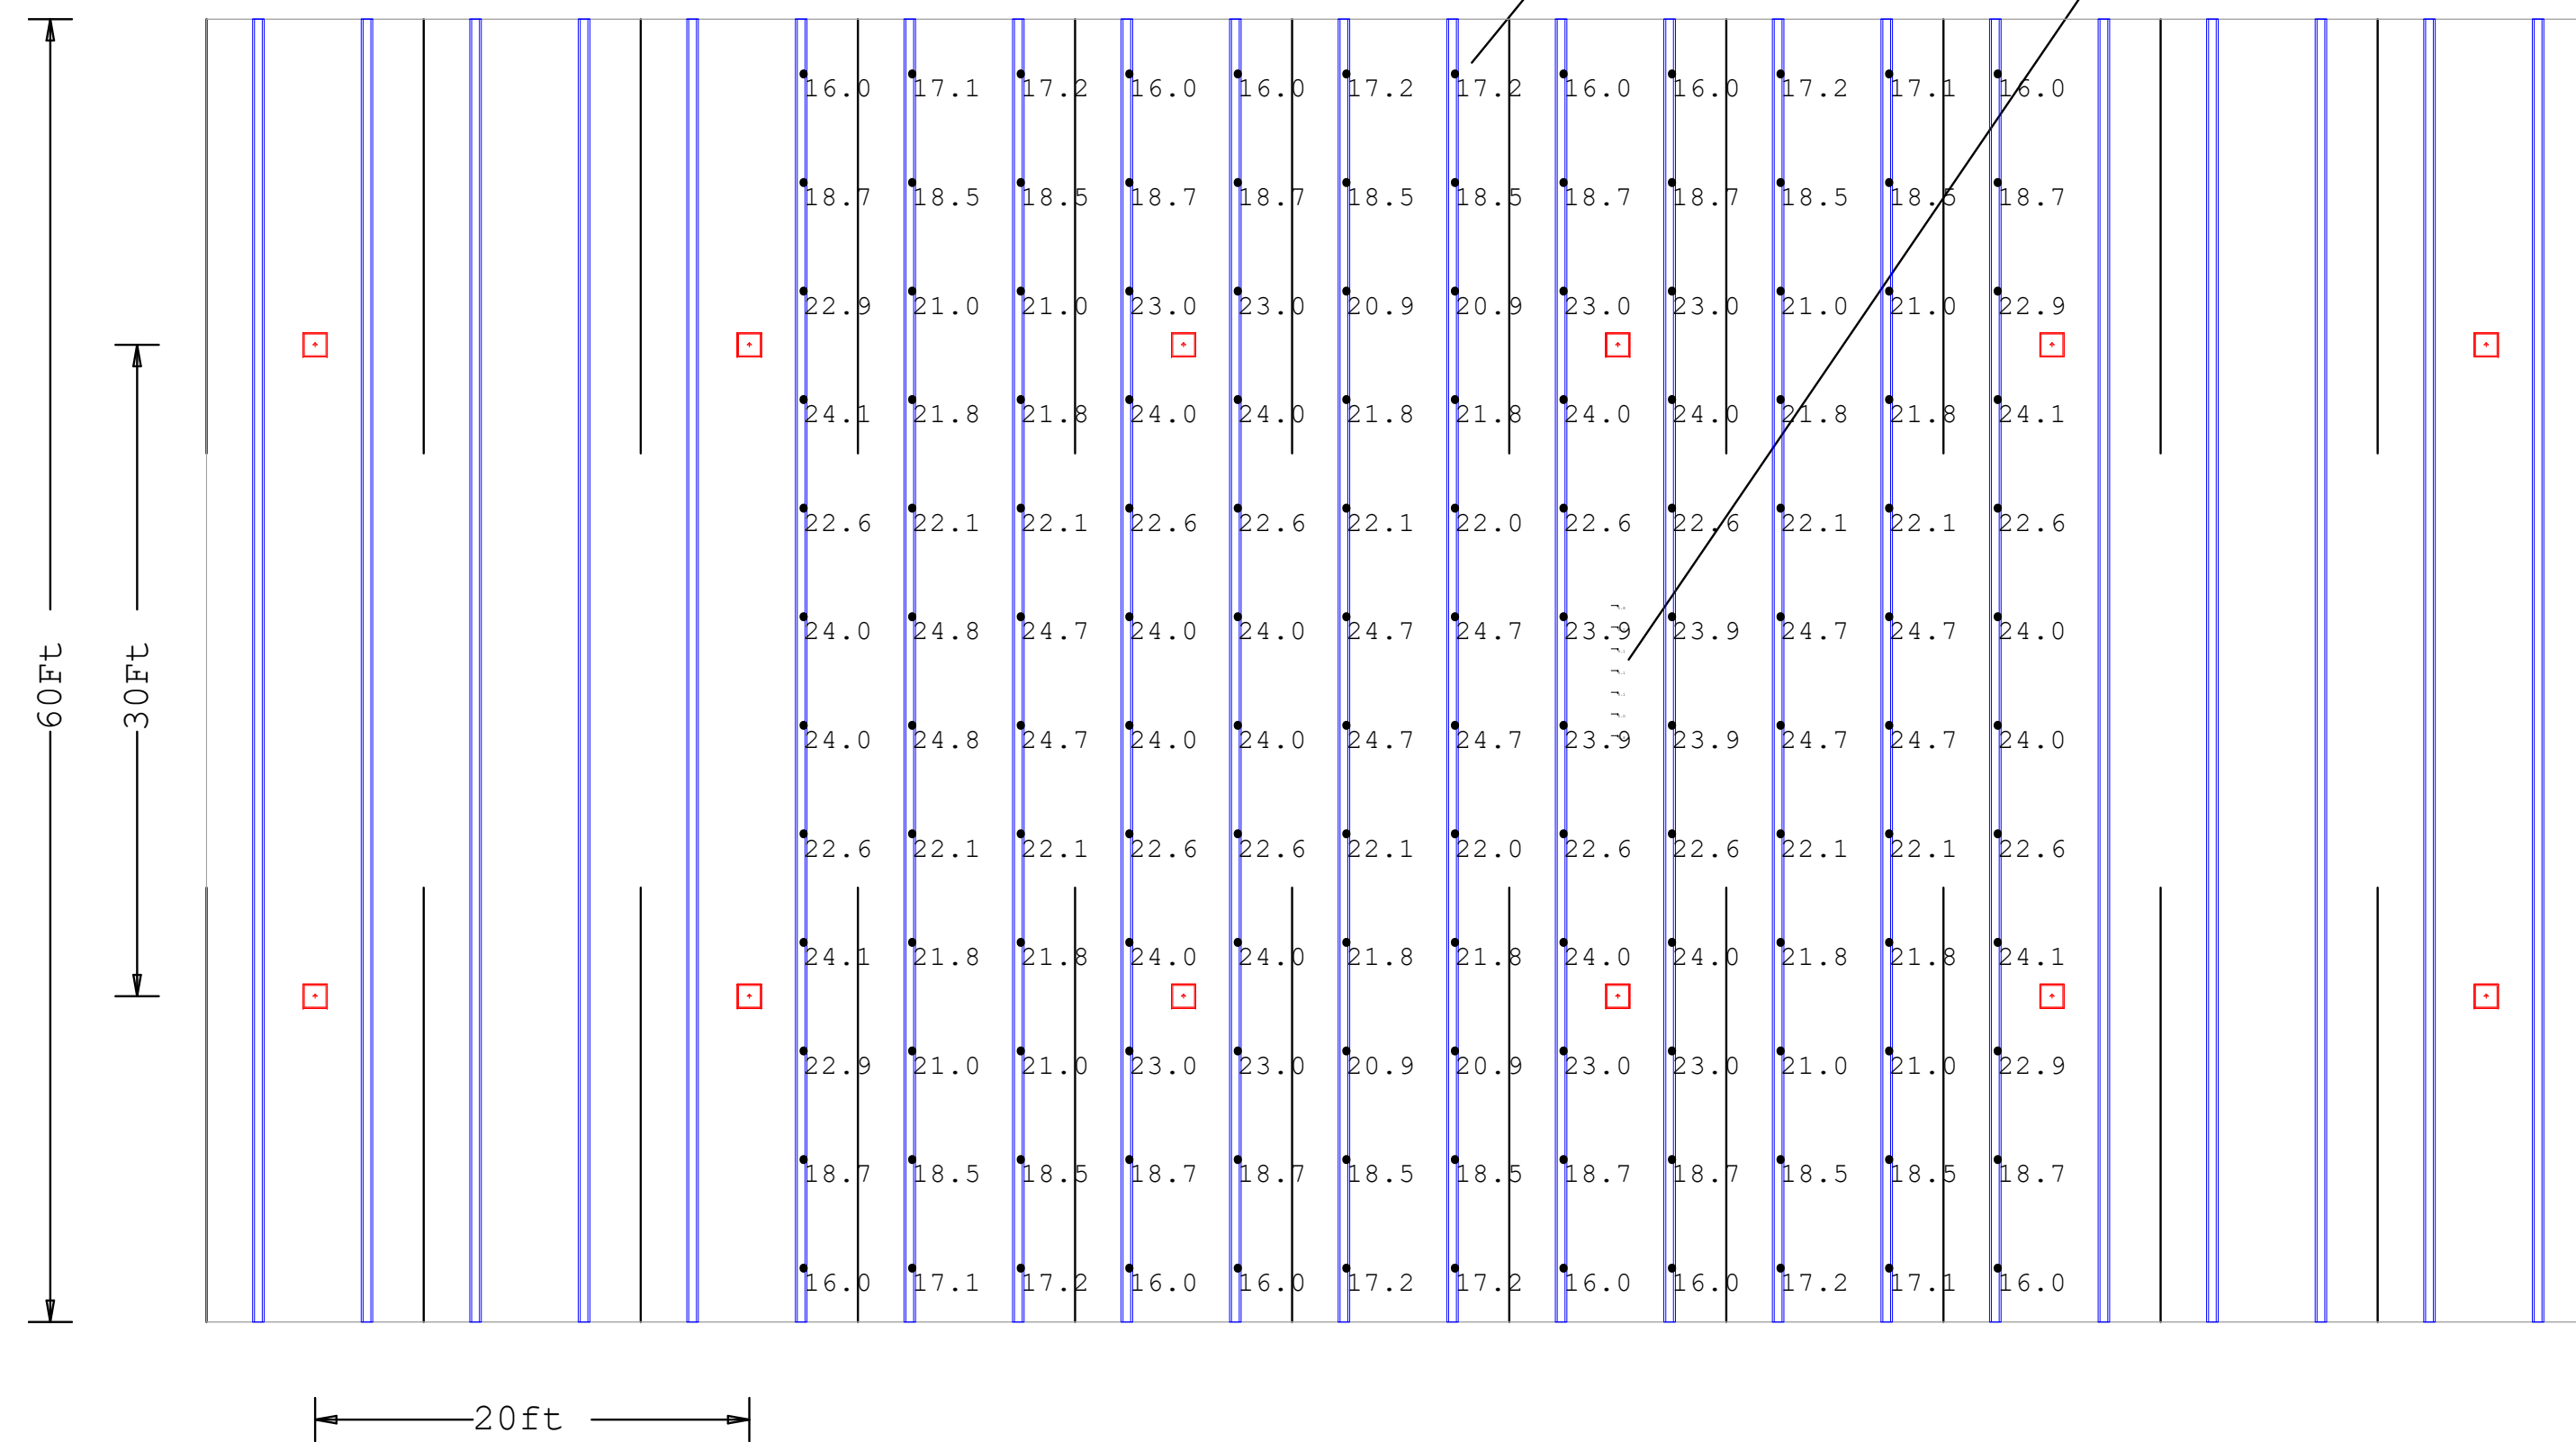 16.0 17.1 17.2 16.0 16.0 17.2 17.2 16.0 16.0 17.2 17.1 16.0
18.7 18.5 18.5 18.7 18.7 18.5 18.5 18.7 18.7 18.5 18.5 18.7
22.9 21.0 21.0 23.0 23.0 20.9 20.9 23.0 23.0 21.0 21.0 22.9
24.1 21.8 21.8 24.0 24.0 21.8 21.8 24.0 24.0 21.8 21.8 24.1
22.6 22.1 22.1 22.6 22.6 22.1 22.0 22.6 22.6 22.1 22.1 22.6
24.0 24.8 24.7 24.0 24.0 24.7 24.7 23.9 23.9 24.7 24.7 24.0
60Ft
30Ft
24.0 24.8 24.7 24.0 24.0 24.7 24.7 23.9 23.9 24.7 24.7 24.0
22.6 22.1 22.1 22.6 22.6 22.1 22.0 22.6 22.6 22.1 22.1 22.6
24.1 21.8 21.8 24.0 24.0 21.8 21.8 24.0 24.0 21.8 21.8 24.1
22.9 21.0 21.0 23.0 23.0 20.9 20.9 23.0 23.0 21.0 21.0 22.9
18.7 18.5 18.5 18.7 18.7 18.5 18.5 18.7 18.7 18.5 18.5 18.7
16.0 17.1 17.2 16.0 16.0 17.2 17.2 16.0 16.0 17.2 17.1 16.0
20ft